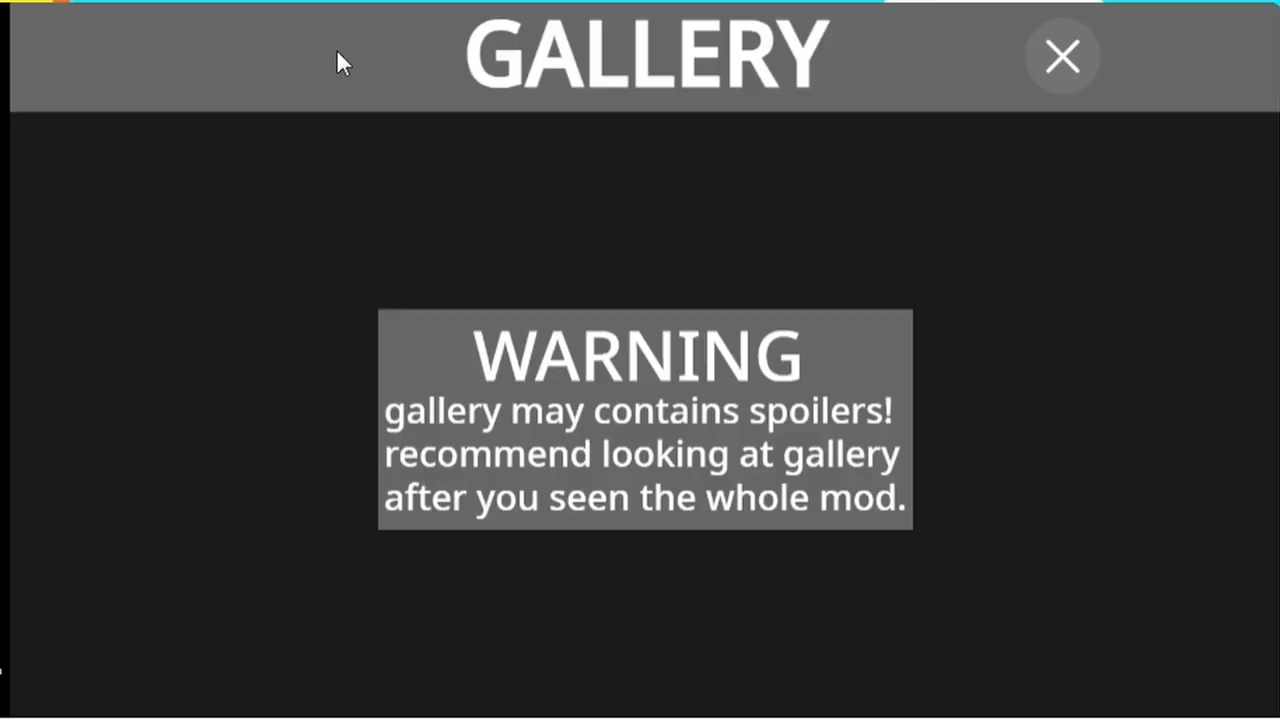 GALLERY
WARNING
gallery may contains spoilers!
recommend looking at gallery
after you seen the whole mod.